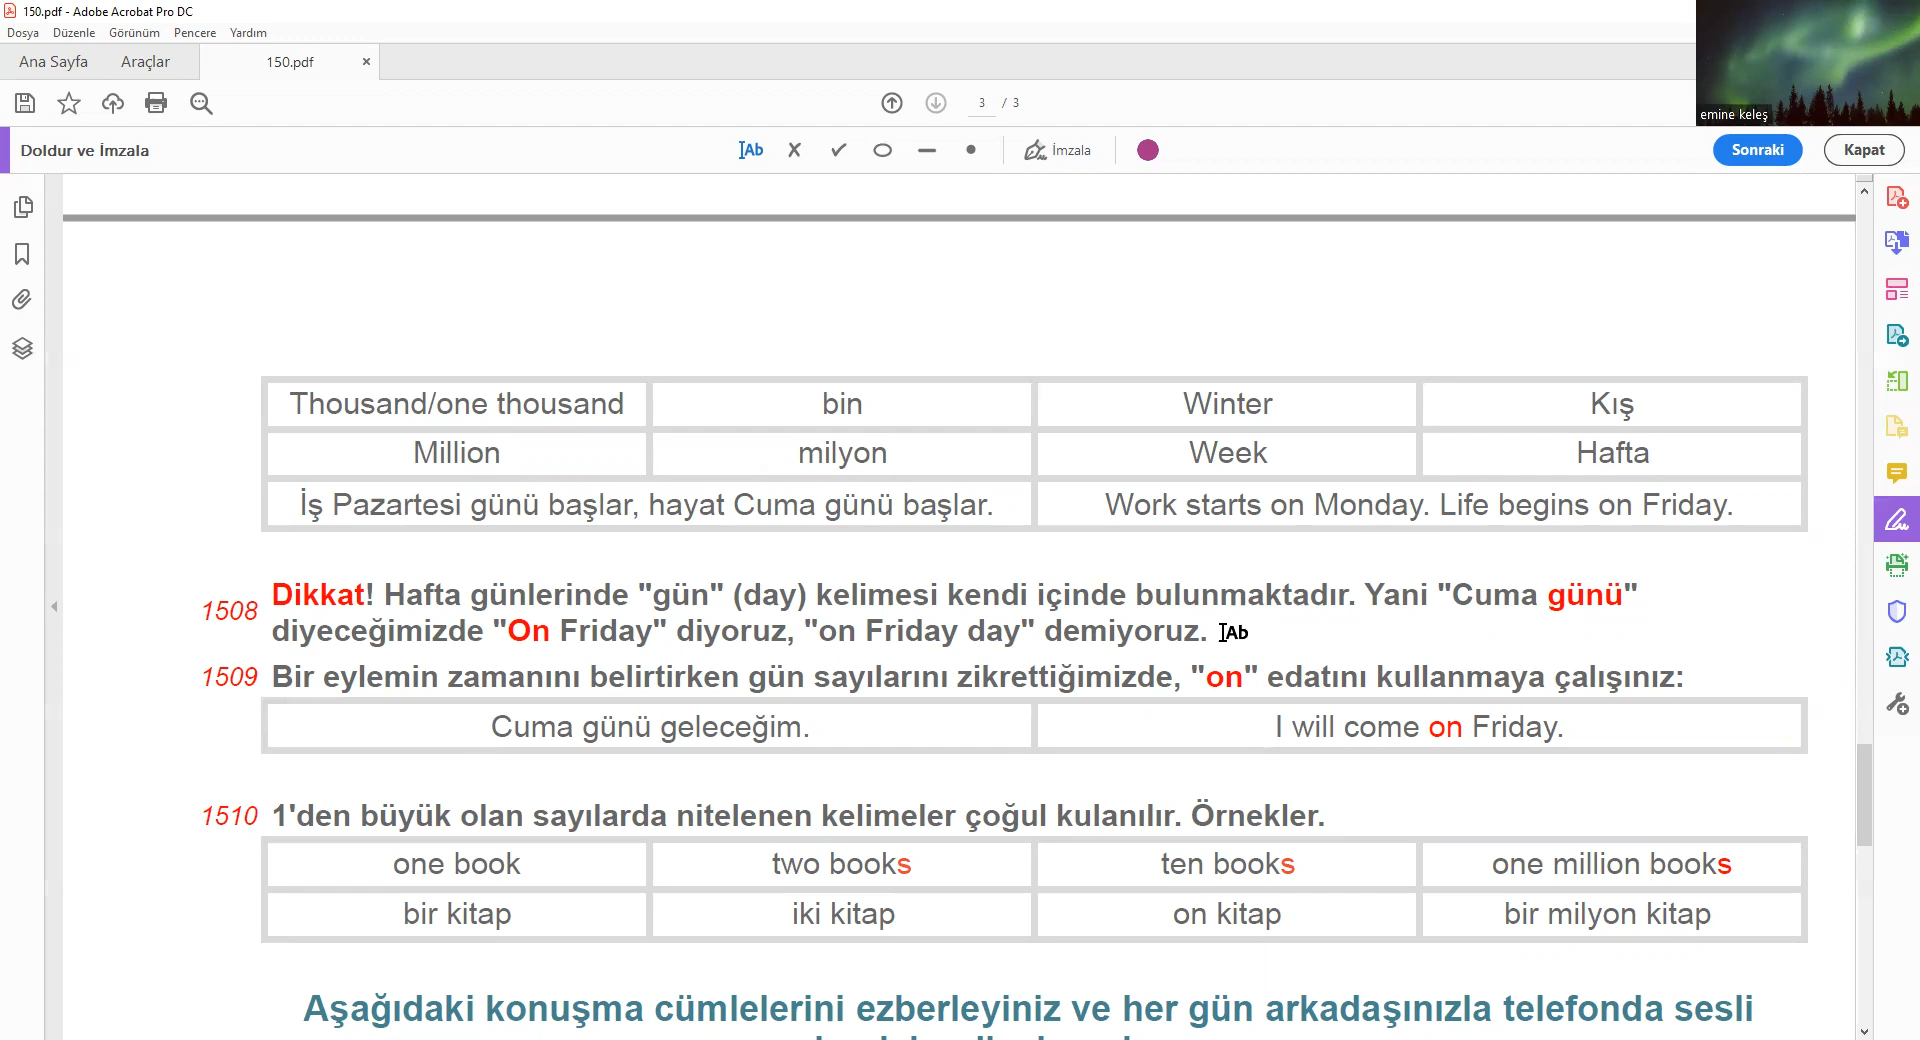 150.pdf - Adobe Acrobat Pro DC
Dosya Düzenle Görünüm Pencere Yardım
Ana Sayfa Araçlar 150.pdf ×
3 / 3
emine keleş
Doldur ve İmzala Ab İmzala Sonraki Kapat
Thousand/one thousand bin Winter Kış
Million milyon Week Hafta
İş Pazartesi günü başlar, hayat Cuma günü başlar. Work starts on Monday. Life begins on Friday.
1508 Dikkat! Hafta günlerinde "gün" (day) kelimesi kendi içinde bulunmaktadır. Yani "Cuma günü"
diyeceğimizde "On Friday" diyoruz, "on Friday day" demiyoruz. Ab
1509 Bir eylemin zamanını belirtirken gün sayılarını zikrettiğimizde, "on" edatını kullanmaya çalışınız:
Cuma günü geleceğim. I will come on Friday.
1510 1'den büyük olan sayılarda nitelenen kelimeler çoğul kulanılır. Örnekler.
one book two books ten books one million books
bir kitap iki kitap on kitap bir milyon kitap
Aşağıdaki konuşma cümlelerini ezberleyiniz ve her gün arkadaşınızla telefonda sesli